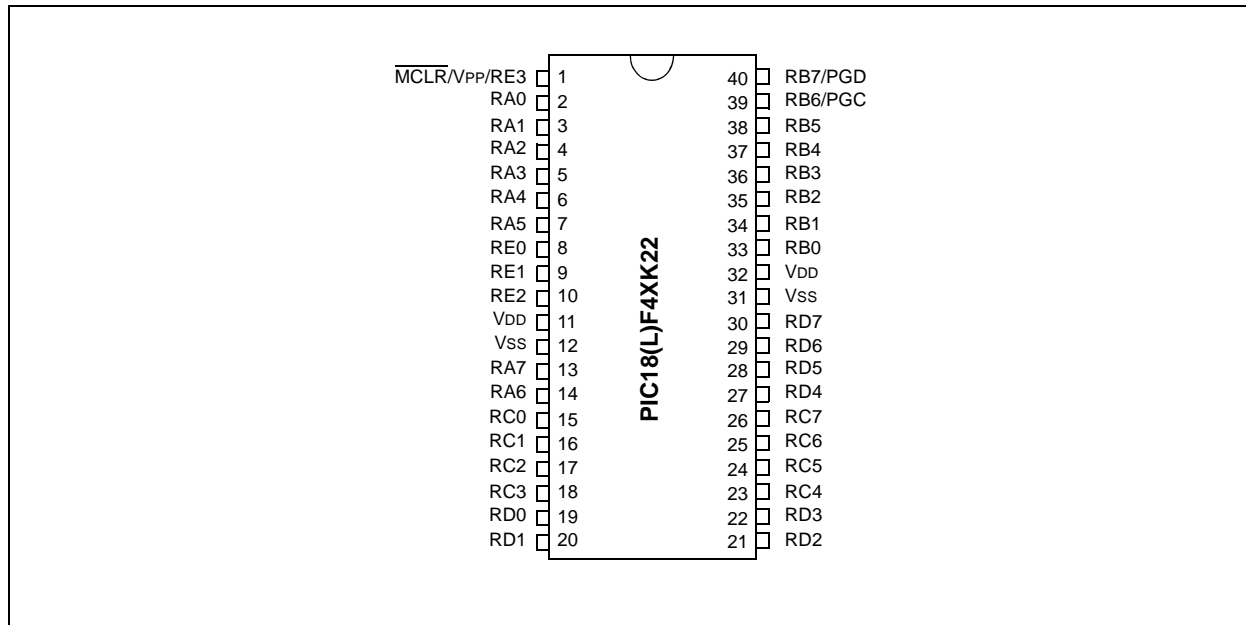 MCLR/VPP/RE3 1 40 RB7/PGD
RA0 2 39 RB6/PGC
RA1 3 38 RB5
RA2 4 37 RB4
RA3 5 36 RB3
RA4 6 35 RB2
RA5 7 34 RB1
RE0 8 33 RB0
RE1 9 32 VDD
RE2 10 31 VSS
VDD 11 30 RD7
VSS 12 29 RD6
RA7 13 28 RD5
RA6 14 27 RD4
RC0 15 26 RC7
RC1 16 25 RC6
RC2 17 24 RC5
RC3 18 23 RC4
RD0 19 22 RD3
RD1 20 21 RD2
PIC18(L)F4XK22